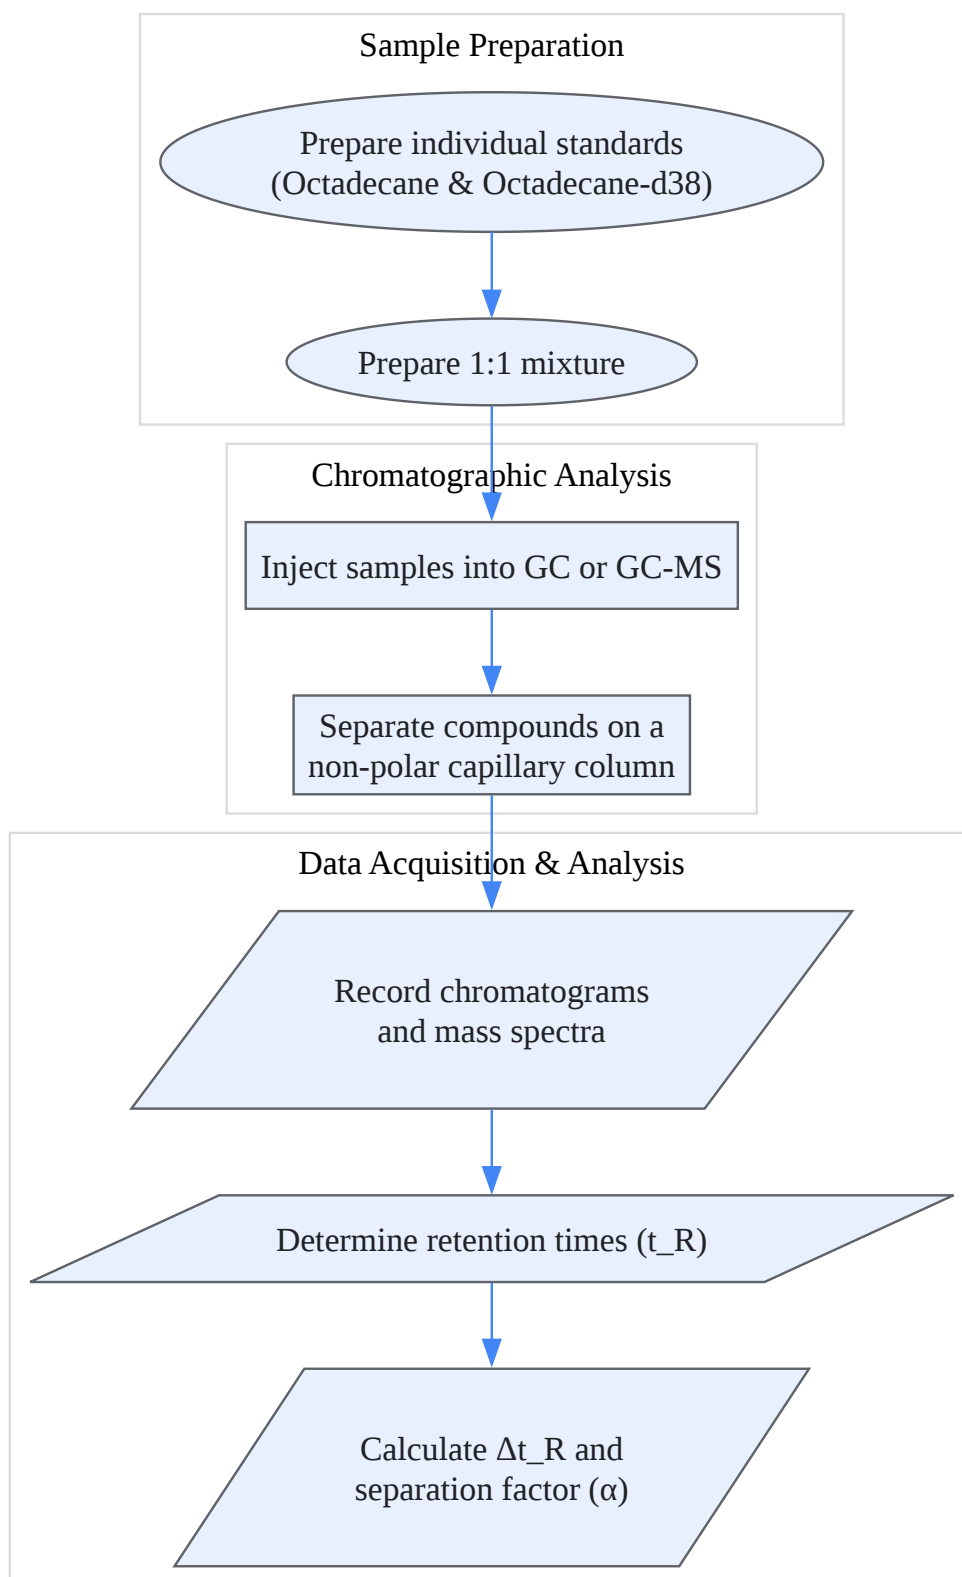 Sample Preparation
Prepare individual standards
(Octadecane & Octadecane-d38)
Prepare 1:1 mixture
Chromatographic Analysis
Inject samples into GC or GC-MS
Separate compounds on a
non-polar capillary column
Data Acquisition & Analysis
Record chromatograms
and mass spectra
Determine retention times (t_R)
Calculate Δt_R and
separation factor (α)